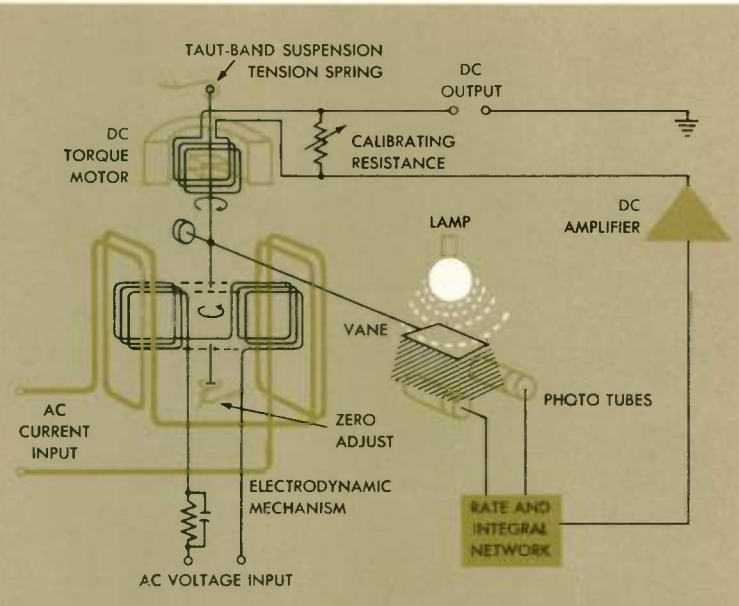 TAUT-BAND SUSPENSION
TENSION SPRING
DC
OUTPUT
DC
TORQUE
MOTOR
CALIBRATING
RESISTANCE
LAMP
DC
AMPLIFIER
VANE
PHOTO TUBES
AC
CURRENT
INPUT
ZERO
ADJUST
ELECTRODYNAMIC
MECHANISM
RATE AND
INTEGRAL
NETWORK
AC VOLTAGE INPUT